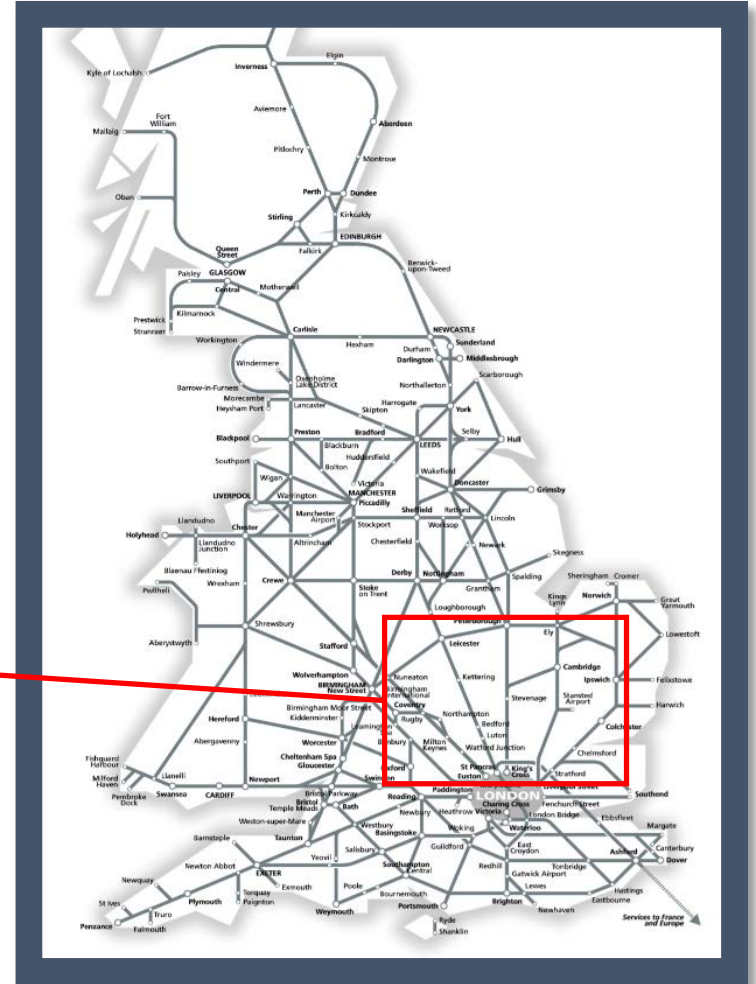 Elgin
Inverness
Kyle of Lochalsh
Aviemore
Fort
William
Aberdeen
Mallaig
Pitlochry
Montrose
Perth
Dundee
Oban
Stirling
Kirkcaldy
EDINBURGH
Queen
Street
Falkirk
Berwick-
upon-Tweed
Paisley
GLASGOW
Central
Motherwell
Prestwick
Kilmarnock
Stranraer
Carlisle
NEWCASTLE
Workington
Hexham
Sunderland
Durham
Windermere
Darlington
Middlesbrough
Oxenholme
Lake District
Scarborough
Barrow-in-Furness
Northallerton
Morecambe
Lancaster
Harrogate
Heysham Port
Skipton
York
Blackpool
Preston
Bradford
Selby
Hull
Blackburn
LEEDS
Southport
Huddersfield
Bolton
Wakefield
Wigan
Victoria
Doncaster
LIVERPOOL
Warrington
MANCHESTER
Piccadilly
Grimsby
Manchester
Airport
Sheffield
Retford
Llandudno
Stockport
Worksop
Lincoln
Holyhead
Chester
Llandudno
Junction
Altrincham
Chesterfield
Newark
Skegness
Blaenau Ffestiniog
Crewe
Derby
Nottingham
Spalding
Sheringham
Cromer
Pwllheli
Wrexham
Stoke
on Trent
Grantham
Kings
Lynn
Norwich
Great
Yarmouth
Loughborough
Shrewsbury
Peterborough
Ely
Lowestoft
Aberystwyth
Stafford
Leicester
Wolverhampton
Cambridge
BIRMINGHAM
New Street
Nuneaton
Kettering
Ipswich
Felixstowe
Birmingham
International
Stansted
Airport
Coventry
Stevenage
Birmingham Moor Street
Harwich
Hereford
Kidderminster
Rugby
Northampton
Bedford
Colchester
Leamington
Spa
Abergavenny
Worcester
Banbury
Milton
Keynes
Luton
Chelmsford
Cheltenham Spa
Watford Junction
Fishguard
Harbour
Gloucester
Oxford
St Pancras
King's
Cross
Llanelli
Euston
Stratford
Milford
Haven
Newport
Swindon
Liverpool Street
Pembroke
Dock
Swansea
CARDIFF
Bristol Parkway
Paddington
Reading
LONDON
Southend
Bristol
Temple Meads
Bath
Charing Cross
Fenchurch Street
Newbury
Heathrow
Victoria
London Bridge
Ebbsfleet
Weston-super-Mare
Westbury
Basingstoke
Woking
Waterloo
Margate
Barnstaple
Taunton
Salisbury
Guildford
East
Croydon
Canterbury
Ashford
Yeovil
Southampton
Central
Redhill
Tonbridge
Dover
Newton Abbot
EXETER
Gatwick Airport
Newquay
Exmouth
Poole
Lewes
Hastings
Torquay
Bournemouth
Eastbourne
St Ives
Plymouth
Paignton
Weymouth
Portsmouth
Brighton
Newhaven
Truro
Penzance
Falmouth
Ryde
Shanklin
Services to France
and Europe